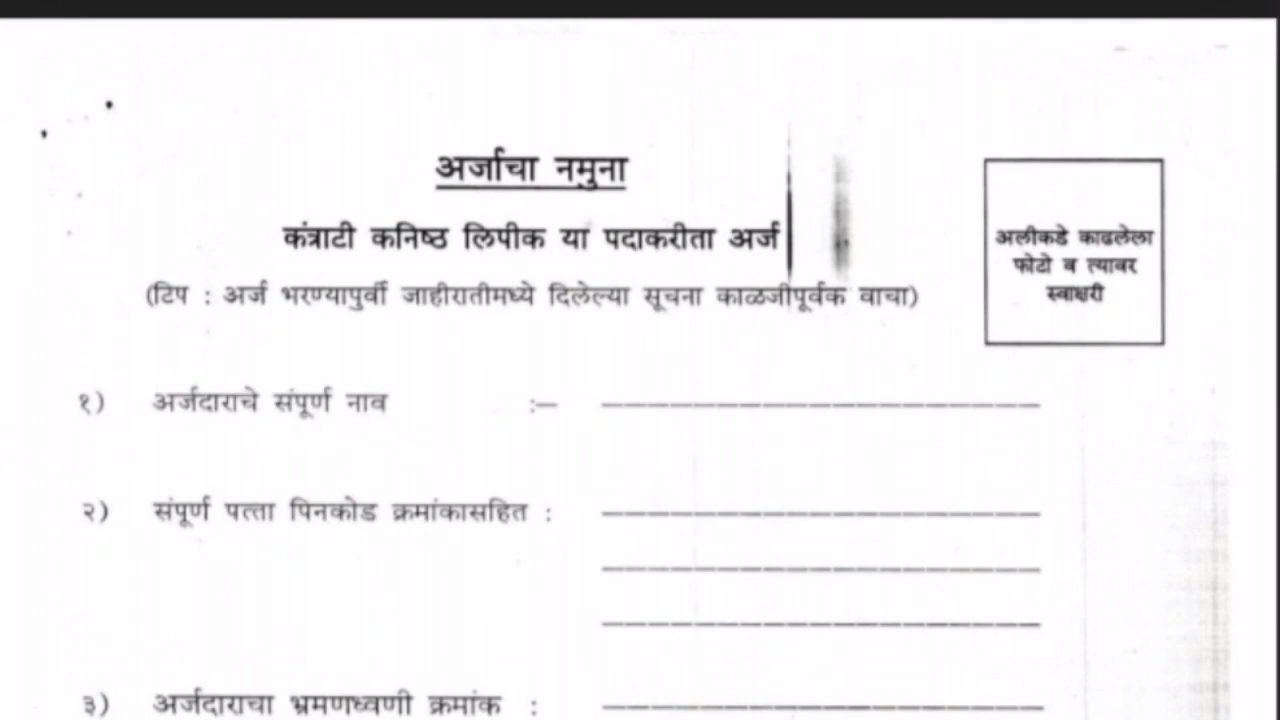 अर्जाचा नमुना
कंत्राटी कनिष्ठ लिपीक या पदाकरीता अर्ज
(टिप : अर्ज भरण्यापुर्वी जाहीरातीमध्ये दिलेल्या सूचना काळजीपूर्वक वाचा)
अलीकडे काढलेला
फोटो व त्यावर
स्वाक्षरी
१) अर्जदाराचे संपूर्ण नाव :–
२) संपूर्ण पत्ता पिनकोड क्रमांकासहित :
३) अर्जदाराचा भ्रमणध्वणी क्रमांक :